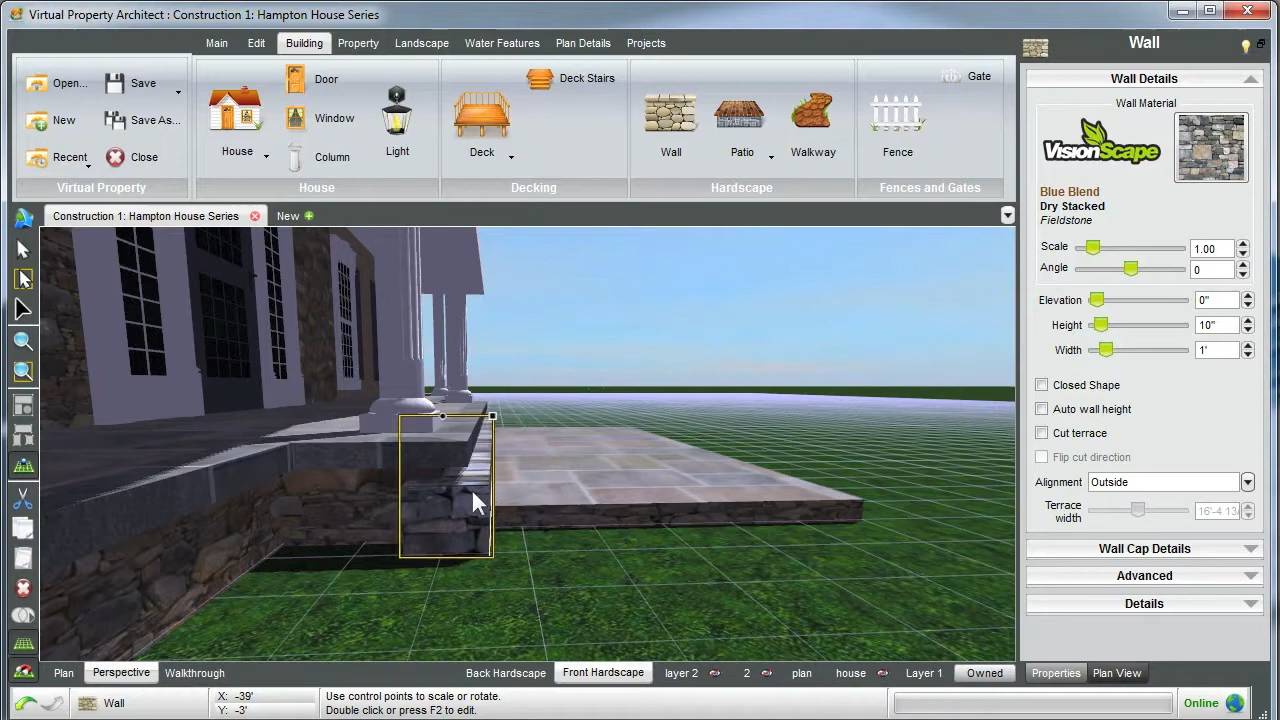 Virtual Property Architect : Construction 1: Hampton House Series
Main Edit Building Property Landscape Water Features Plan Details Projects
Open... Save
New Save As...
Recent Close
Virtual Property
House
Door
Window
Column
Light
House
Deck
Deck Stairs
Decking
Wall Patio Walkway
Hardscape
Gate
Fence
Fences and Gates
Construction 1: Hampton House Series New
Wall
Wall Details
Wall Material
VISIONSCAPE
Blue Blend
Dry Stacked
Fieldstone
Scale 1.00
Angle 0
Elevation 0"
Height 10"
Width 1'
Closed Shape
Auto wall height
Cut terrace
Flip cut direction
Alignment Outside
Terrace
width
Wall Cap Details
Advanced
Details
Plan Perspective Walkthrough Back Hardscape Front Hardscape layer 2 2 plan house Layer 1 Owned Properties Plan View
Wall
X: -39'
Y: -3'
Use control points to scale or rotate.
Double click or press F2 to edit.
Online